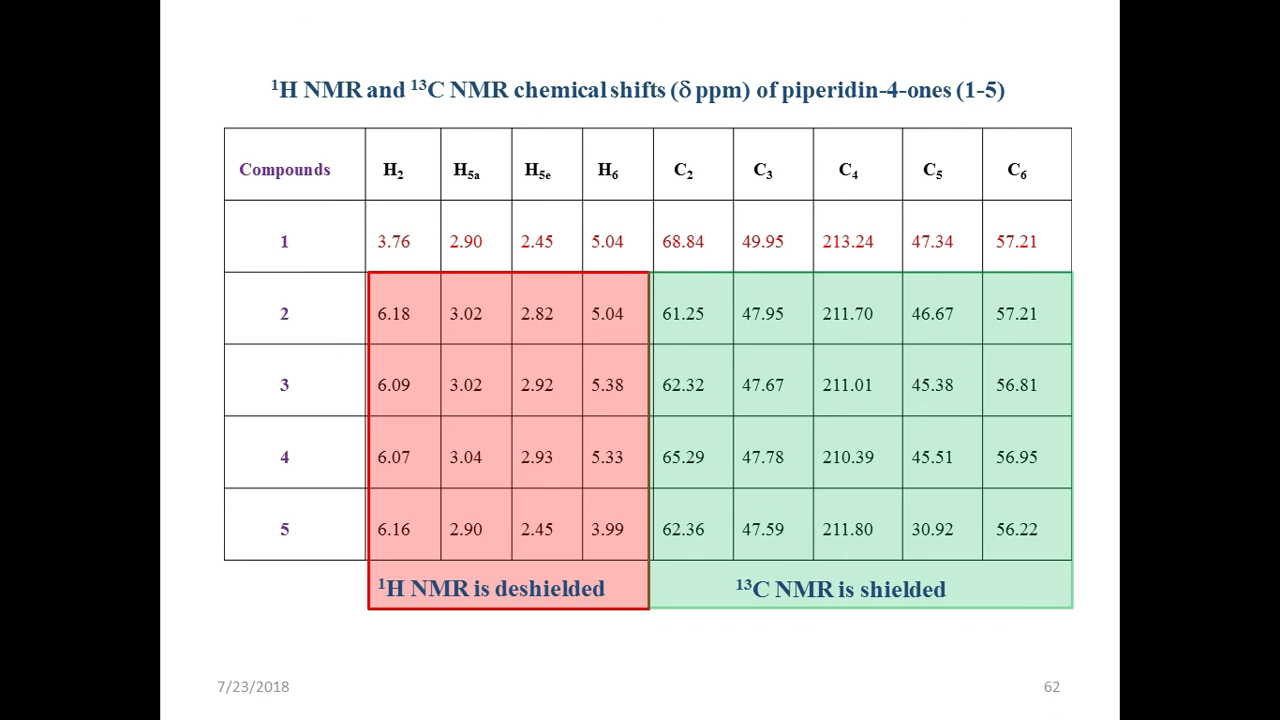 ¹H NMR and ¹³C NMR chemical shifts (δ ppm) of piperidin-4-ones (1-5)
Compounds H₂ H₅ₐ H₅ₑ H₆ C₂ C₃ C₄ C₅ C₆
1 3.76 2.90 2.45 5.04 68.84 49.95 213.24 47.34 57.21
2 6.18 3.02 2.82 5.04 61.25 47.95 211.70 46.67 57.21
3 6.09 3.02 2.92 5.38 62.32 47.67 211.01 45.38 56.81
4 6.07 3.04 2.93 5.33 65.29 47.78 210.39 45.51 56.95
5 6.16 2.90 2.45 3.99 62.36 47.59 211.80 30.92 56.22
¹H NMR is deshielded ¹³C NMR is shielded
7/23/2018 62